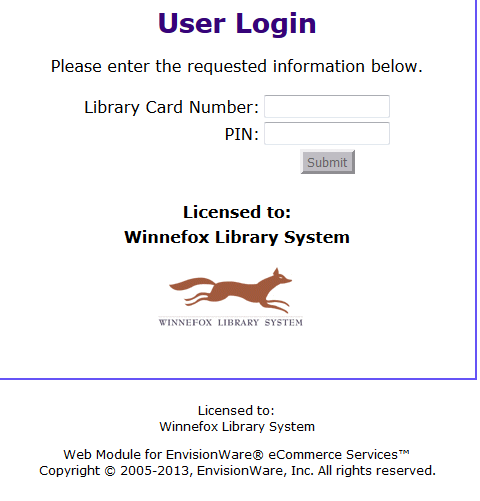 User Login
Please enter the requested information below.
Library Card Number:
PIN:
Submit
Licensed to:
Winnefox Library System
WINNEFOX LIBRARY SYSTEM
Licensed to:
Winnefox Library System
Web Module for EnvisionWare® eCommerce Services™
Copyright © 2005-2013, EnvisionWare, Inc. All rights reserved.